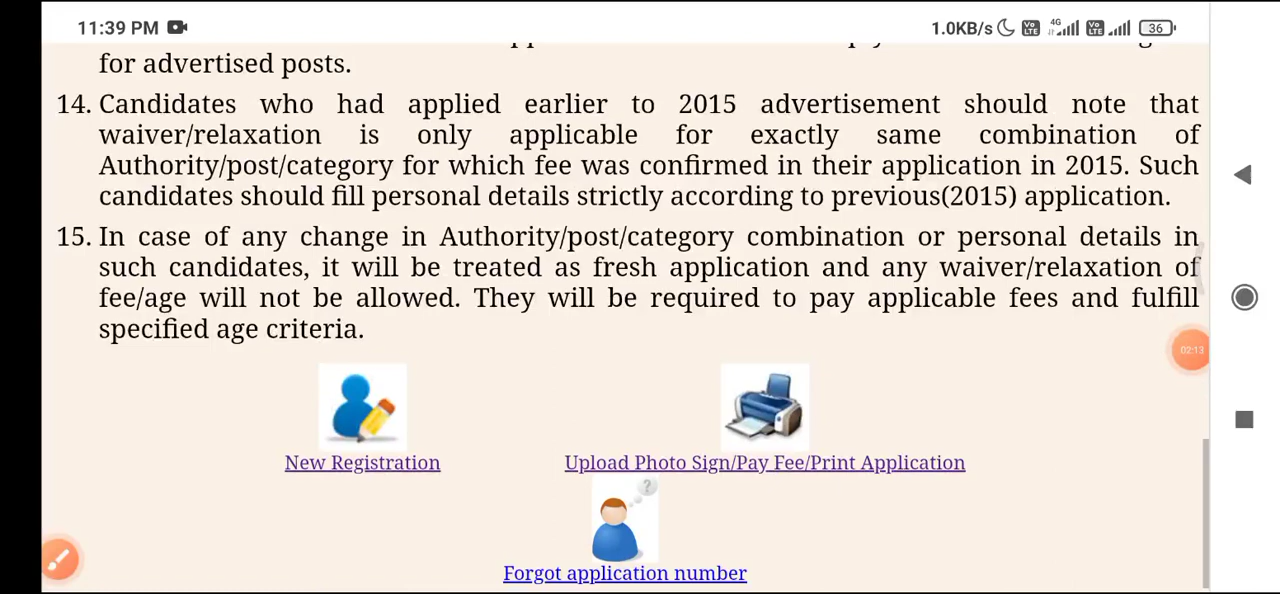 11:39 PM
1.0KB/s 4G 36
for advertised posts.
14. Candidates who had applied earlier to 2015 advertisement should note that
waiver/relaxation is only applicable for exactly same combination of
Authority/post/category for which fee was confirmed in their application in 2015. Such
candidates should fill personal details strictly according to previous(2015) application.
15. In case of any change in Authority/post/category combination or personal details in
such candidates, it will be treated as fresh application and any waiver/relaxation of
fee/age will not be allowed. They will be required to pay applicable fees and fulfill
specified age criteria.
02:13
New Registration
Upload Photo Sign/Pay Fee/Print Application
?
Forgot application number